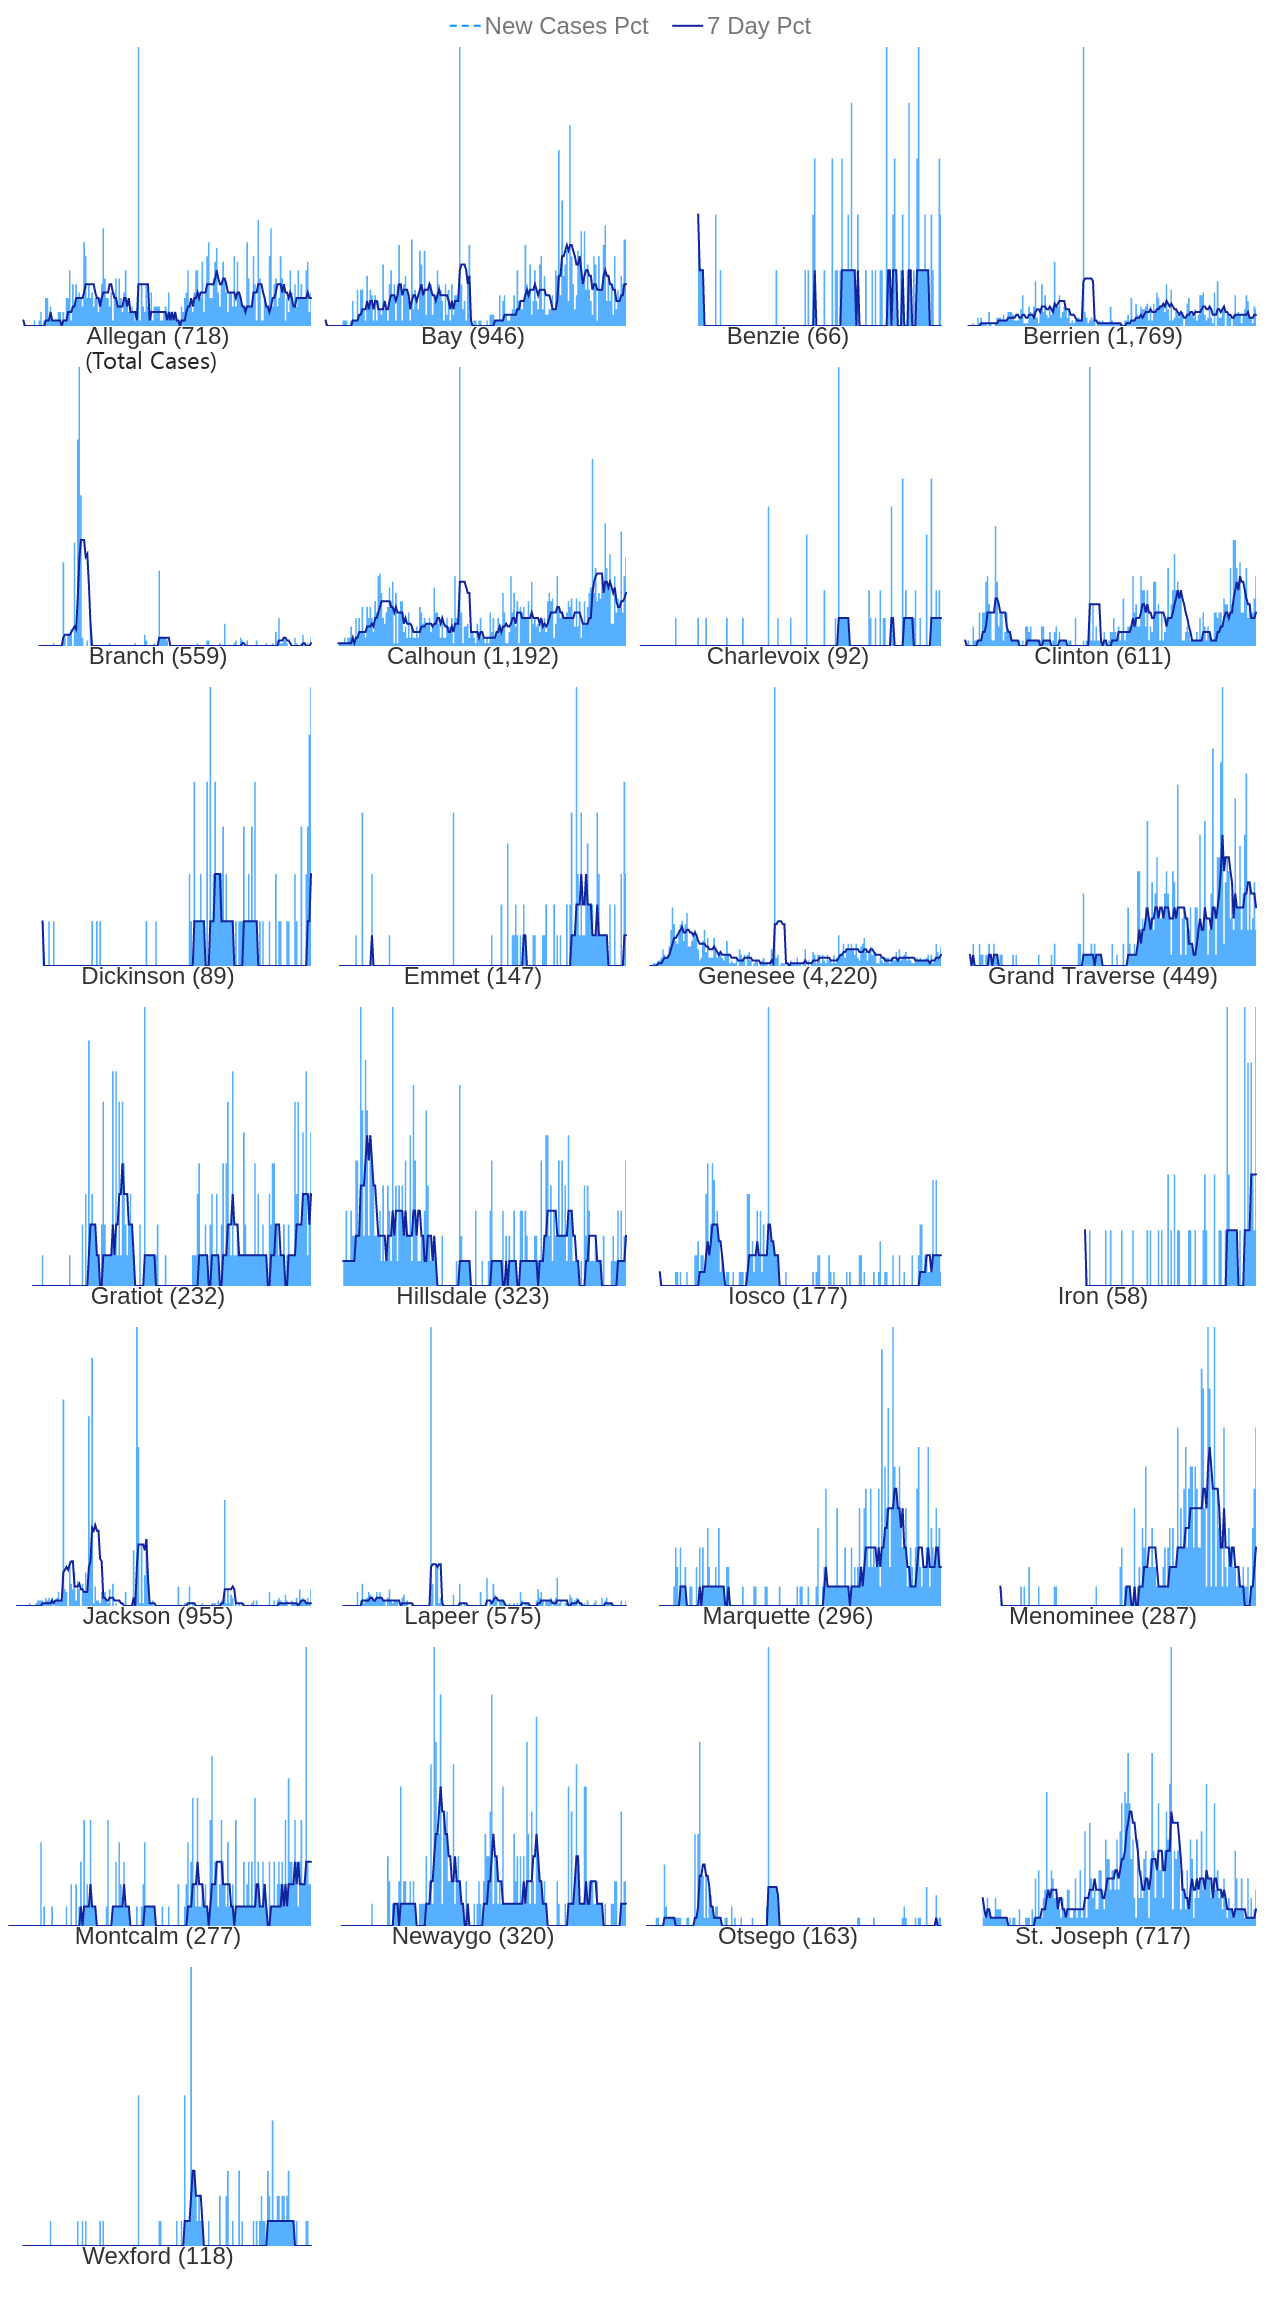 New Cases Pct 7 Day Pct
Allegan (718) Bay (946) Benzie (66) Berrien (1,769)
(Total Cases)
Branch (559) Calhoun (1,192) Charlevoix (92) Clinton (611)
Dickinson (89) Emmet (147) Genesee (4,220) Grand Traverse (449)
Gratiot (232) Hillsdale (323) Iosco (177) Iron (58)
Jackson (955) Lapeer (575) Marquette (296) Menominee (287)
Montcalm (277) Newaygo (320) Otsego (163) St. Joseph (717)
Wexford (118)